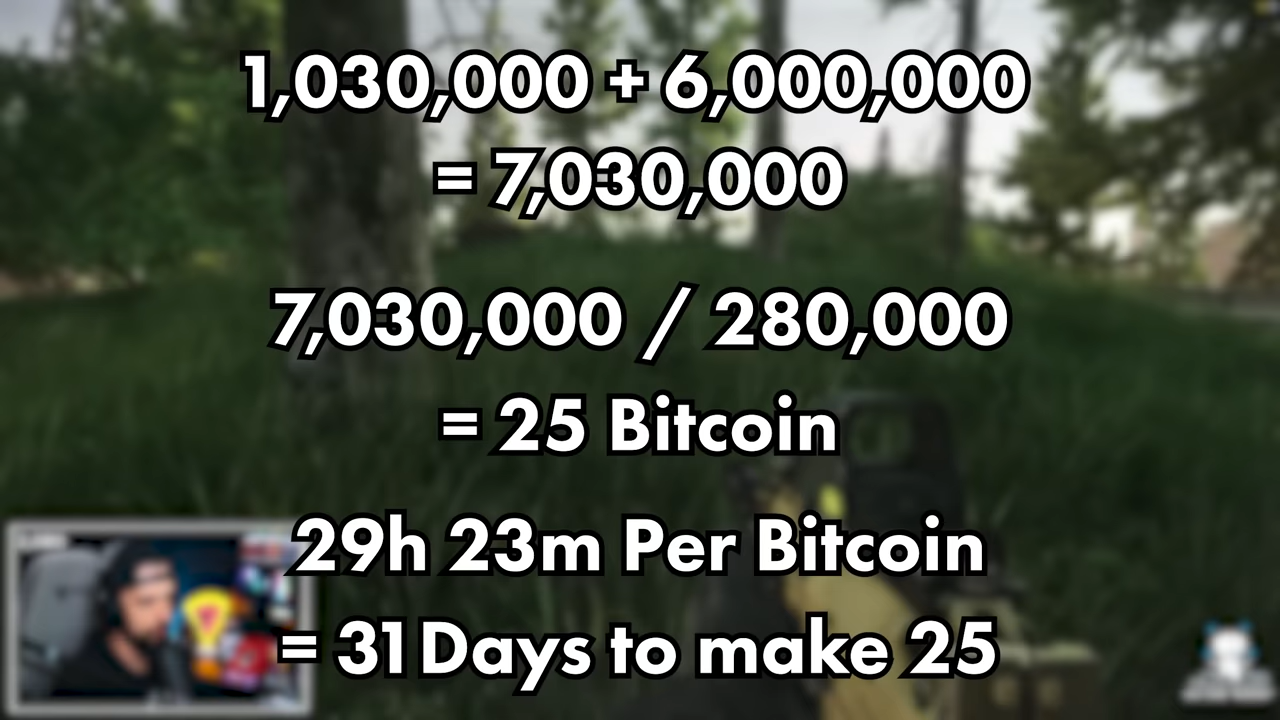 1,030,000 + 6,000,000
= 7,030,000
7,030,000 / 280,000
= 25 Bitcoin
29h 23m Per Bitcoin
= 31 Days to make 25